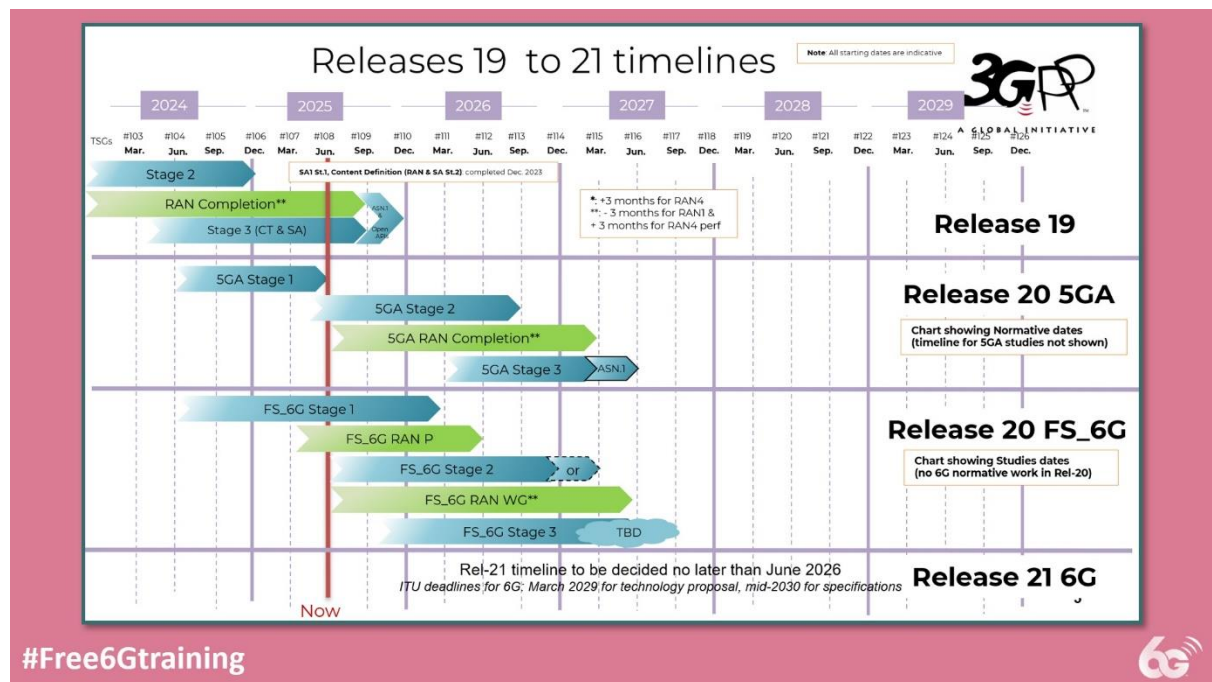 Releases 19 to 21 timelines
Note: All starting dates are indicative
3GPP
A GLOBAL INITIATIVE
2024 2025 2026 2027 2028 2029
TSGs #103 #104 #105 #106 #107 #108 #109 #110 #111 #112 #113 #114 #115 #116 #117 #118 #119 #120 #121 #122 #123 #124 #125 #126
Mar. Jun. Sep. Dec. Mar. Jun. Sep. Dec. Mar. Jun. Sep. Dec. Mar. Jun. Sep. Dec. Mar. Jun. Sep. Dec. Mar. Jun. Sep. Dec.
Stage 2
SA1 St.1, Content Definition (RAN & SA St.2): completed Dec. 2023
RAN Completion**
Stage 3 (CT & SA)
ASN.1
&
Open
APIs
*: +3 months for RAN4
**: - 3 months for RAN1 &
+ 3 months for RAN4 perf
Release 19
5GA Stage 1
5GA Stage 2
5GA RAN Completion**
5GA Stage 3
ASN.1
Release 20 5GA
Chart showing Normative dates
(timeline for 5GA studies not shown)
FS_6G Stage 1
FS_6G RAN P
FS_6G Stage 2
or
FS_6G RAN WG**
FS_6G Stage 3
TBD
Release 20 FS_6G
Chart showing Studies dates
(no 6G normative work in Rel-20)
Rel-21 timeline to be decided no later than June 2026
ITU deadlines for 6G: March 2029 for technology proposal, mid-2030 for specifications
Release 21 6G
Now
#Free6Gtraining
6G